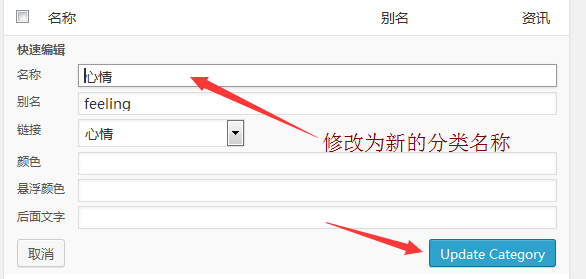 名称 别名 资讯
快速编辑
名称 心情
别名 feeling
链接 心情
修改为新的分类名称
颜色
悬浮颜色
后面文字
取消 Update Category